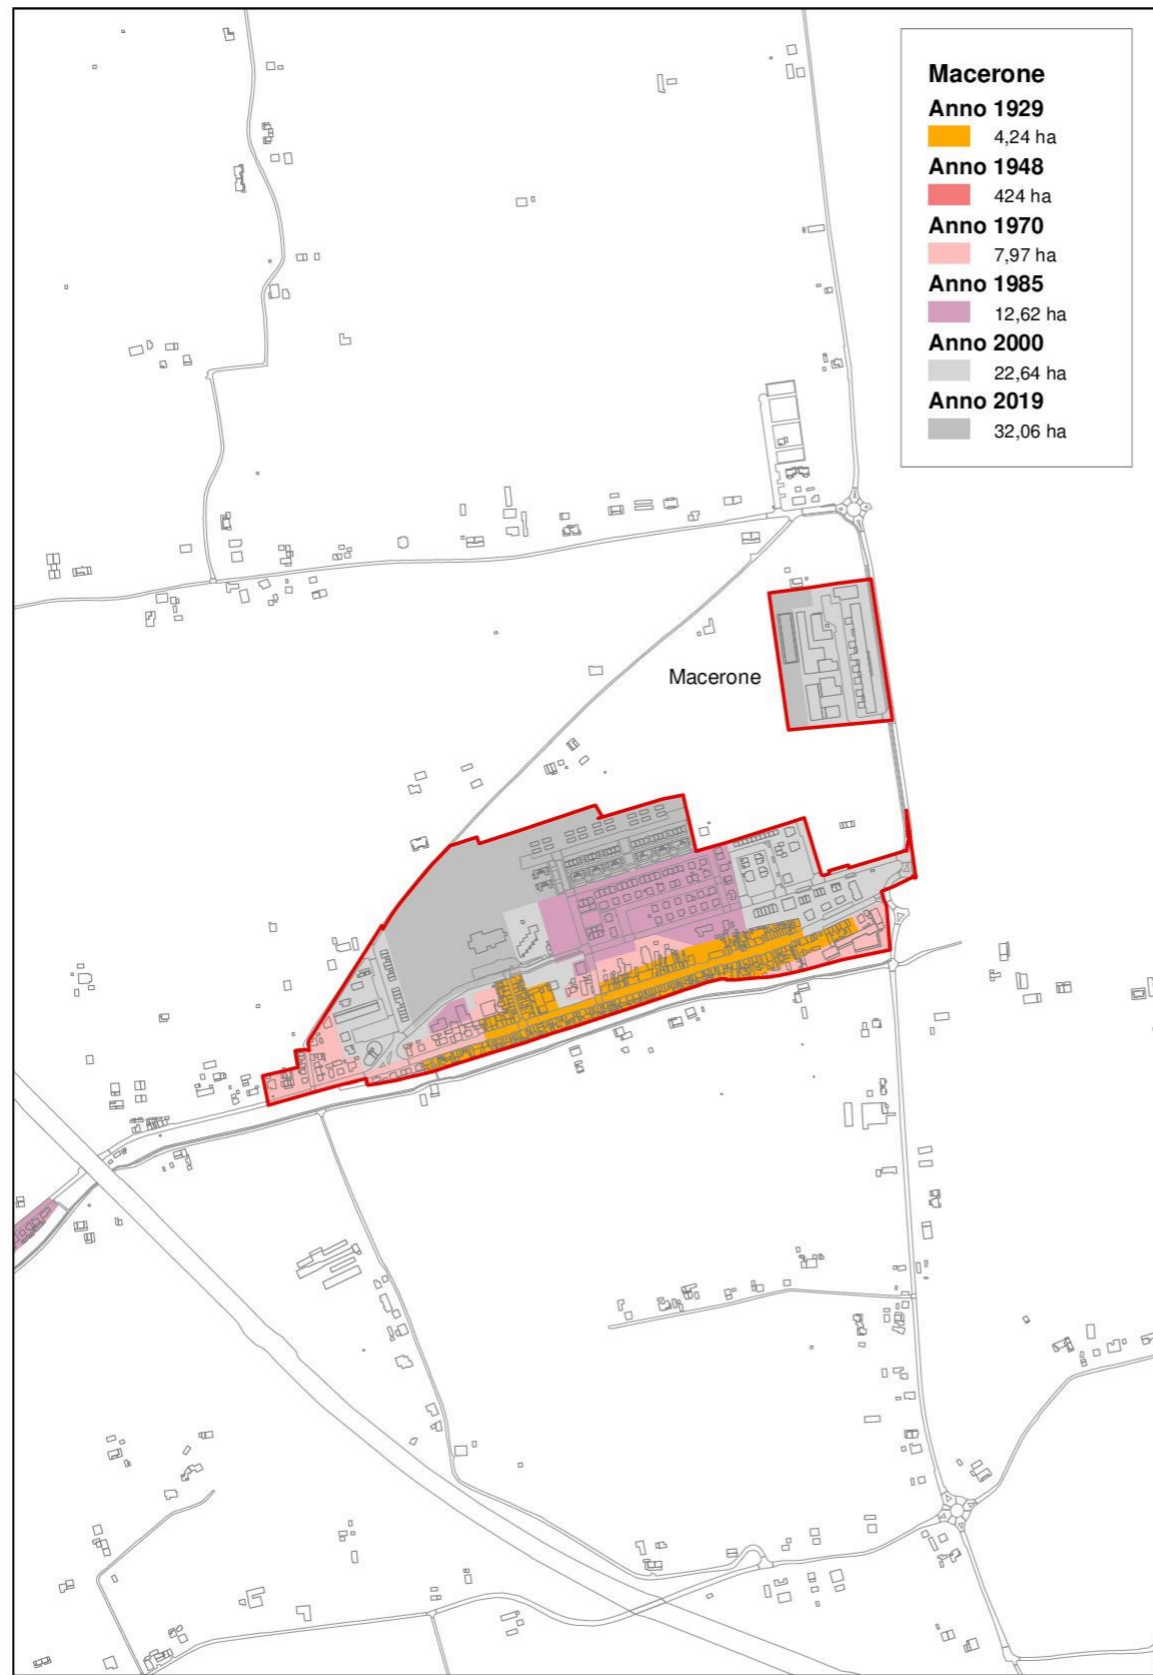 Macerone
Anno 1929
4,24 ha
Anno 1948
424 ha
Anno 1970
7,97 ha
Anno 1985
12,62 ha
Anno 2000
22,64 ha
Anno 2019
32,06 ha
Macerone